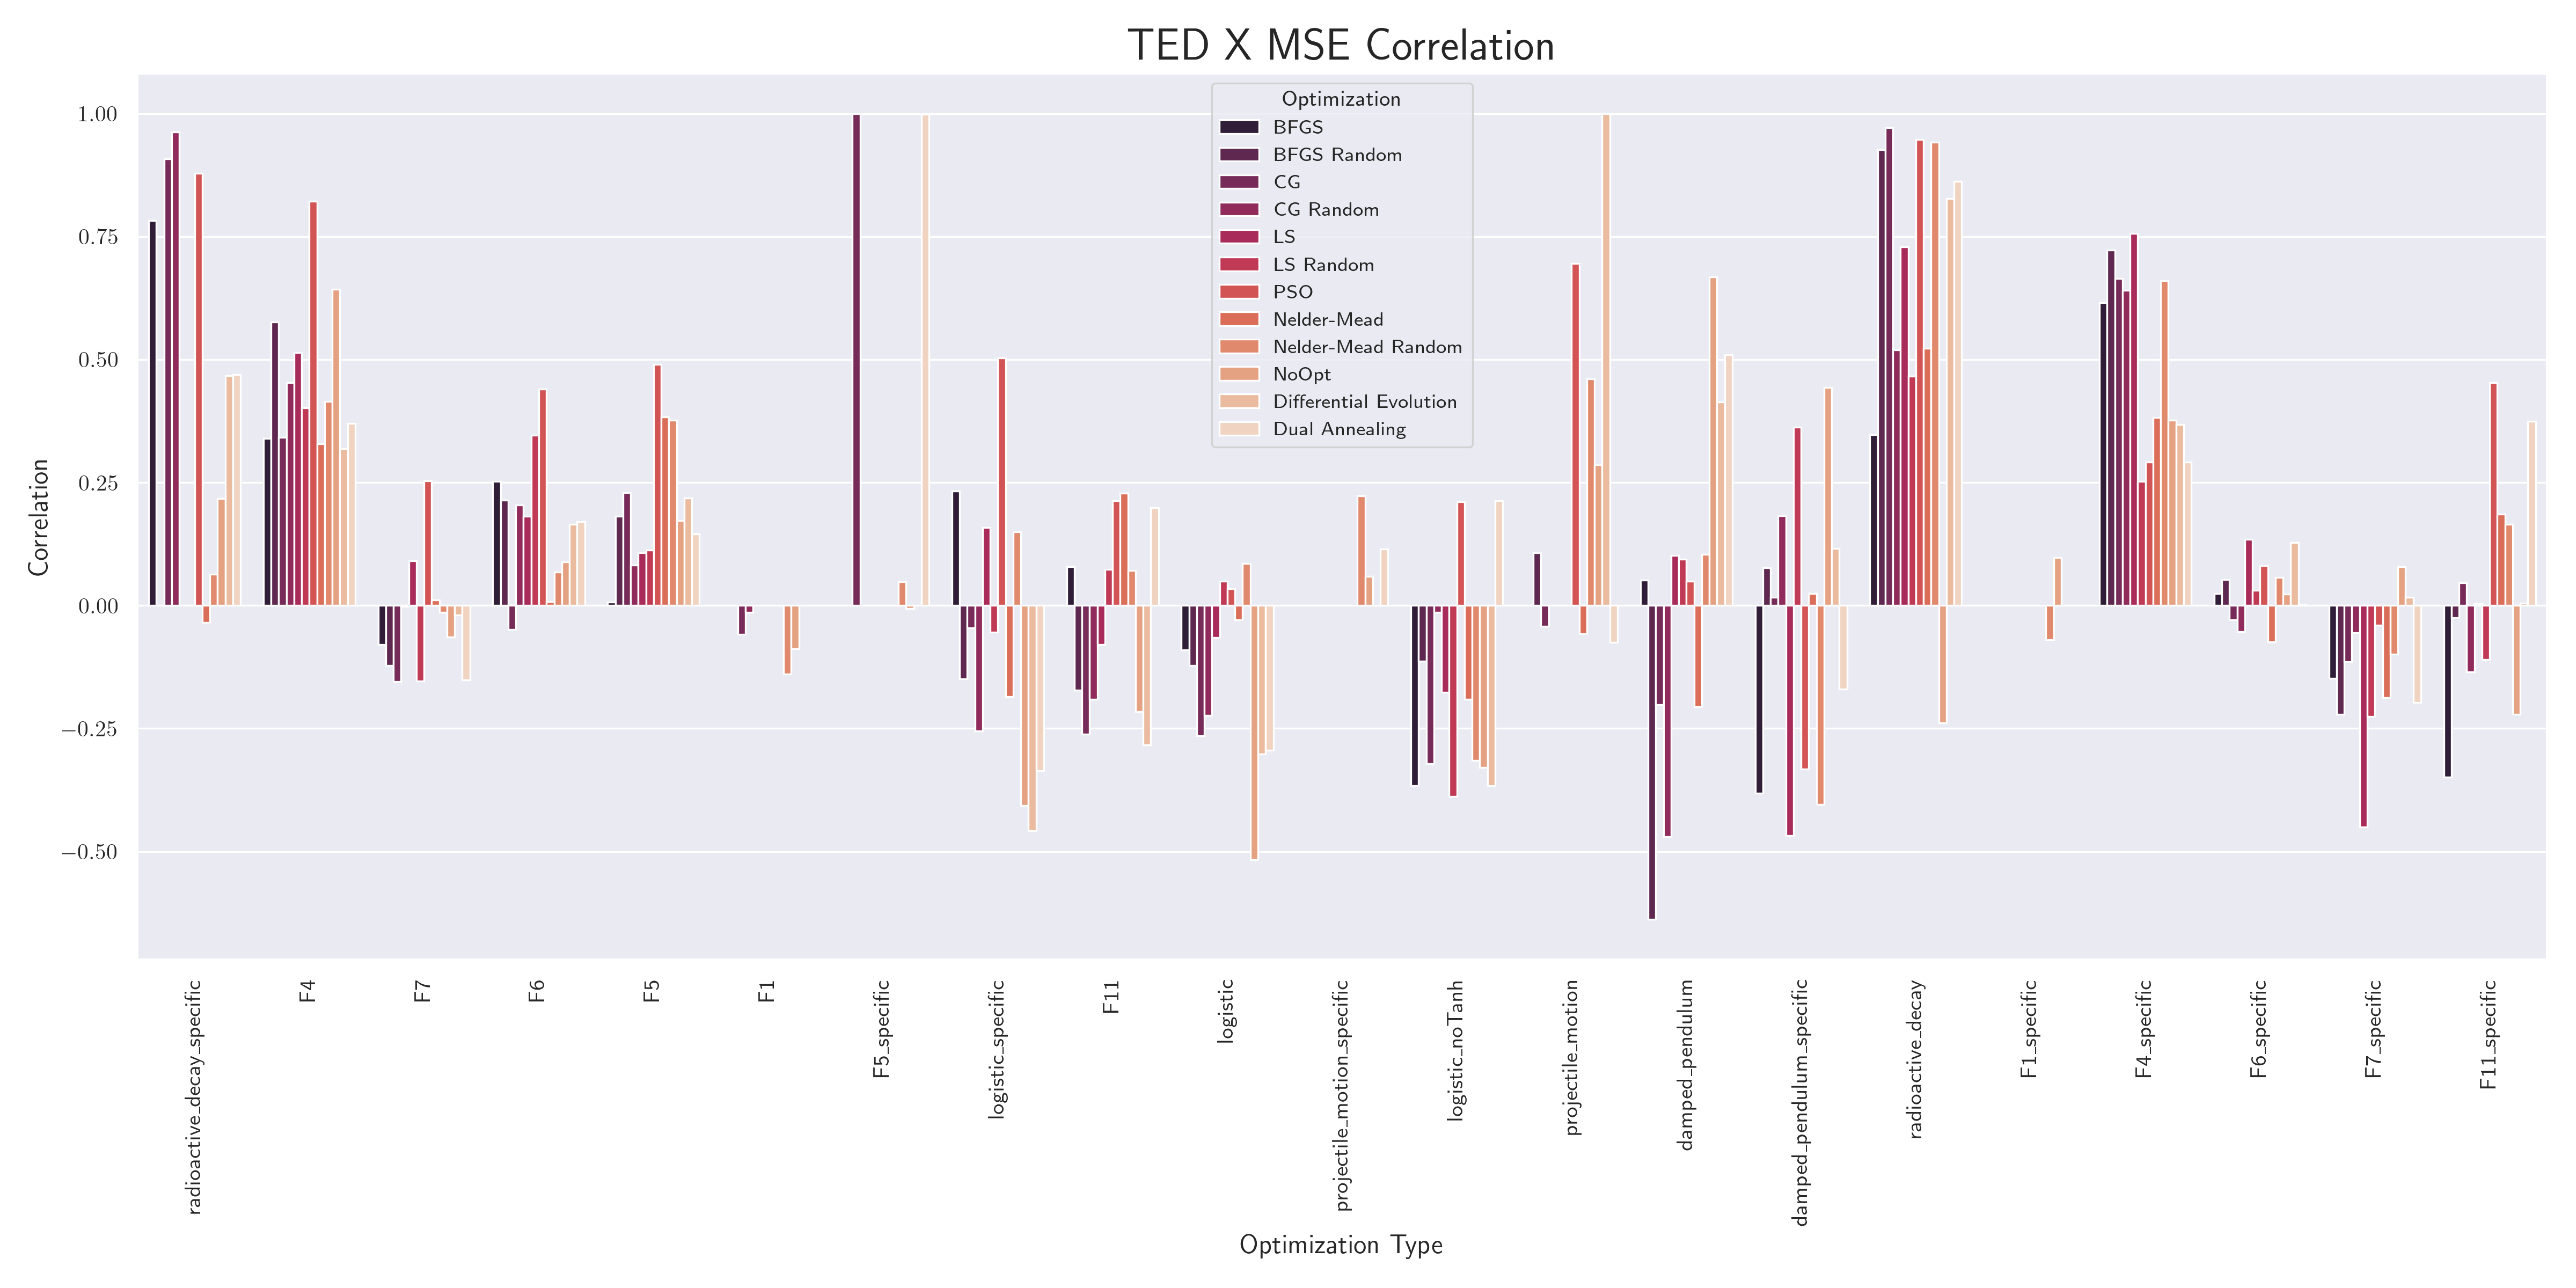 TED X MSE Correlation
Optimization
BFGS
BFGS Random
CG
CG Random
LS
LS Random
PSO
Nelder-Mead
Nelder-Mead Random
NoOpt
Differential Evolution
Dual Annealing
Correlation
1.00
0.75
0.50
0.25
0.00
−0.25
−0.50
radioactive_decay_specific
F4
F7
F6
F5
F1
F5_specific
logistic_specific
F11
logistic
projectile_motion_specific
logistic_noTanh
projectile_motion
damped_pendulum
damped_pendulum_specific
radioactive_decay
F1_specific
F4_specific
F6_specific
F7_specific
F11_specific
Optimization Type